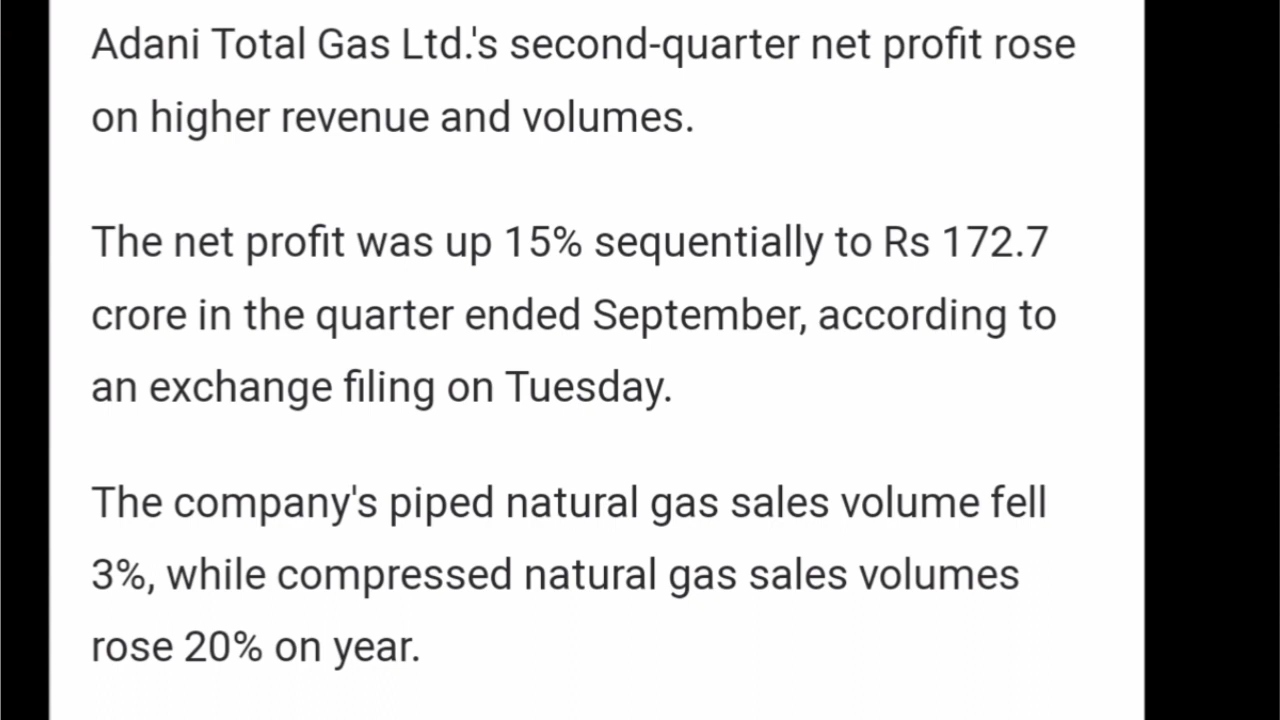 Adani Total Gas Ltd.'s second-quarter net profit rose
on higher revenue and volumes.
The net profit was up 15% sequentially to Rs 172.7
crore in the quarter ended September, according to
an exchange filing on Tuesday.
The company's piped natural gas sales volume fell
3%, while compressed natural gas sales volumes
rose 20% on year.